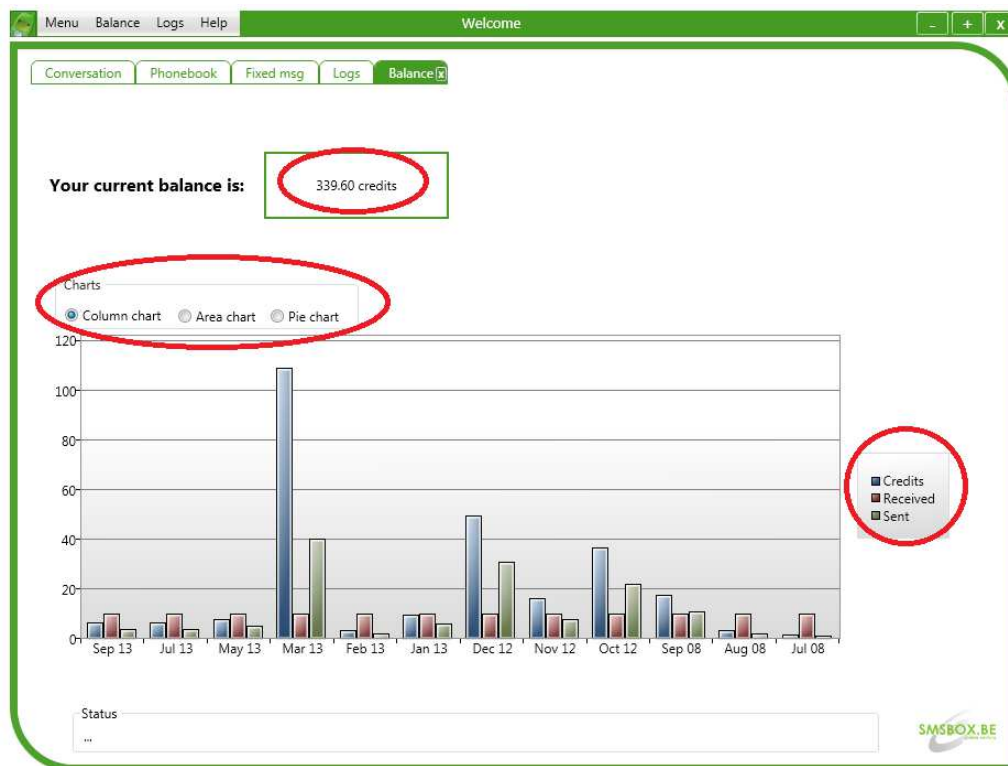 Menu Balance Logs Help Welcome - + x
Conversation Phonebook Fixed msg Logs Balance x
Your current balance is: 339.60 credits
Charts
Column chart Area chart Pie chart
120
100
80
60
40
20
0
Credits
Received
Sent
Sep 13 Jul 13 May 13 Mar 13 Feb 13 Jan 13 Dec 12 Nov 12 Oct 12 Sep 08 Aug 08 Jul 08
Status
...
SMSBOX.BE